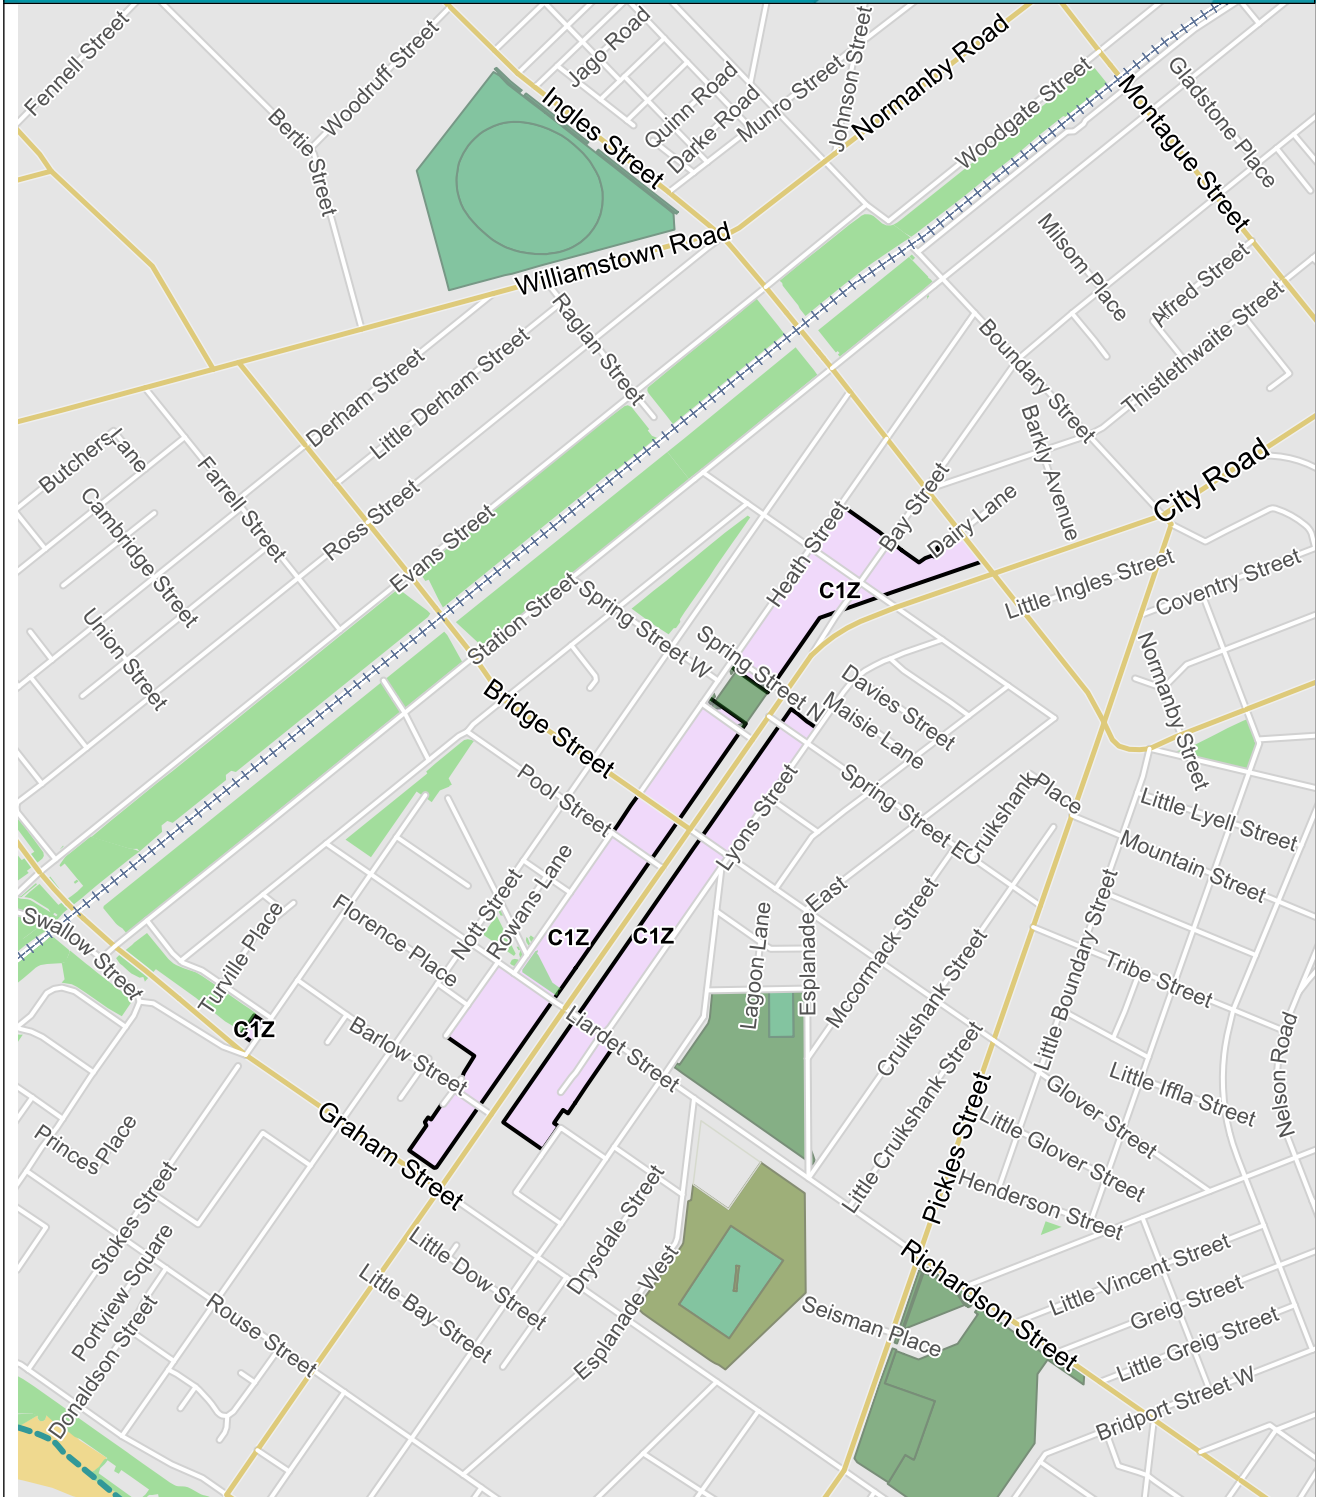 Fennell Street
Woodruff Street
Bertie Street
Jago Road
Ingles Street
Quinn Road
Darke Road
Munro Street
Johnson Street
Normanby Road
Woodgate Street
Montague Street
Gladstone Place
Williamstown Road
Milsom Place
Alfred Street
Thistlethwaite Street
Boundary Street
Barkly Avenue
Raglan Street
Derham Street
Little Derham Street
Butchers Lane
Farrell Street
Cambridge Street
Ross Street
Evans Street
Union Street
City Road
Bay Street
Dairy Lane
Heath Street
C1Z
Little Ingles Street
Coventry Street
Station Street
Spring Street W
Spring Street N
Normanby Street
Davies Street
Maisie Lane
Bridge Street
Pool Street
Lyons Street
Spring Street E
Cruikshank Place
Little Lyell Street
Mountain Street
Nott Street
Rowans Lane
Florence Place
C1Z
C1Z
Swallow Street
Turville Place
C1Z
Lagoon Lane
Esplanade East
Mccormack Street
Cruikshank Street
Little Boundary Street
Tribe Street
Barlow Street
Liardet Street
Little Iffla Street
Nelson Road
Glover Street
Graham Street
Princes Place
Little Cruikshank Street
Pickles Street
Little Glover Street
Henderson Street
Stokes Street
Portview Square
Donaldson Street
Little Dow Street
Little Bay Street
Drysdale Street
Esplanade West
Rouse Street
Richardson Street
Seisman Place
Little Vincent Street
Greig Street
Little Greig Street
Bridport Street W